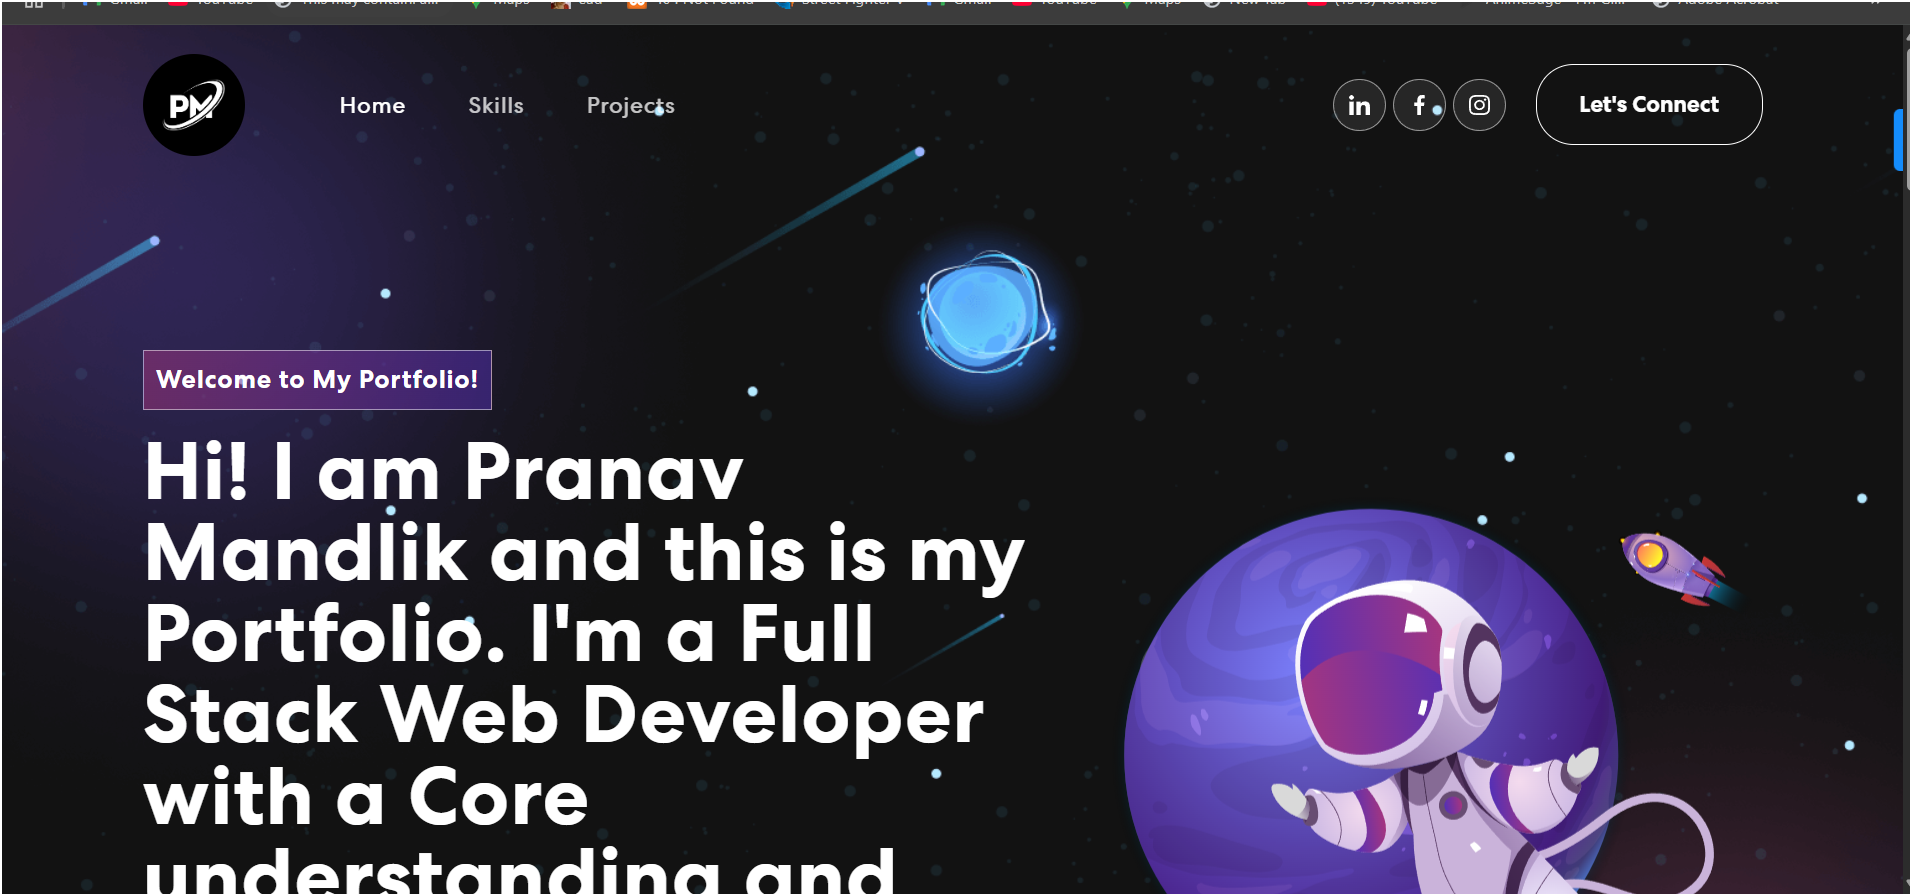 PM
Home Skills Projects
Let's Connect
Welcome to My Portfolio!
Hi! I am Pranav
Mandlik and this is my
Portfolio. I'm a Full
Stack Web Developer
with a Core
understanding and